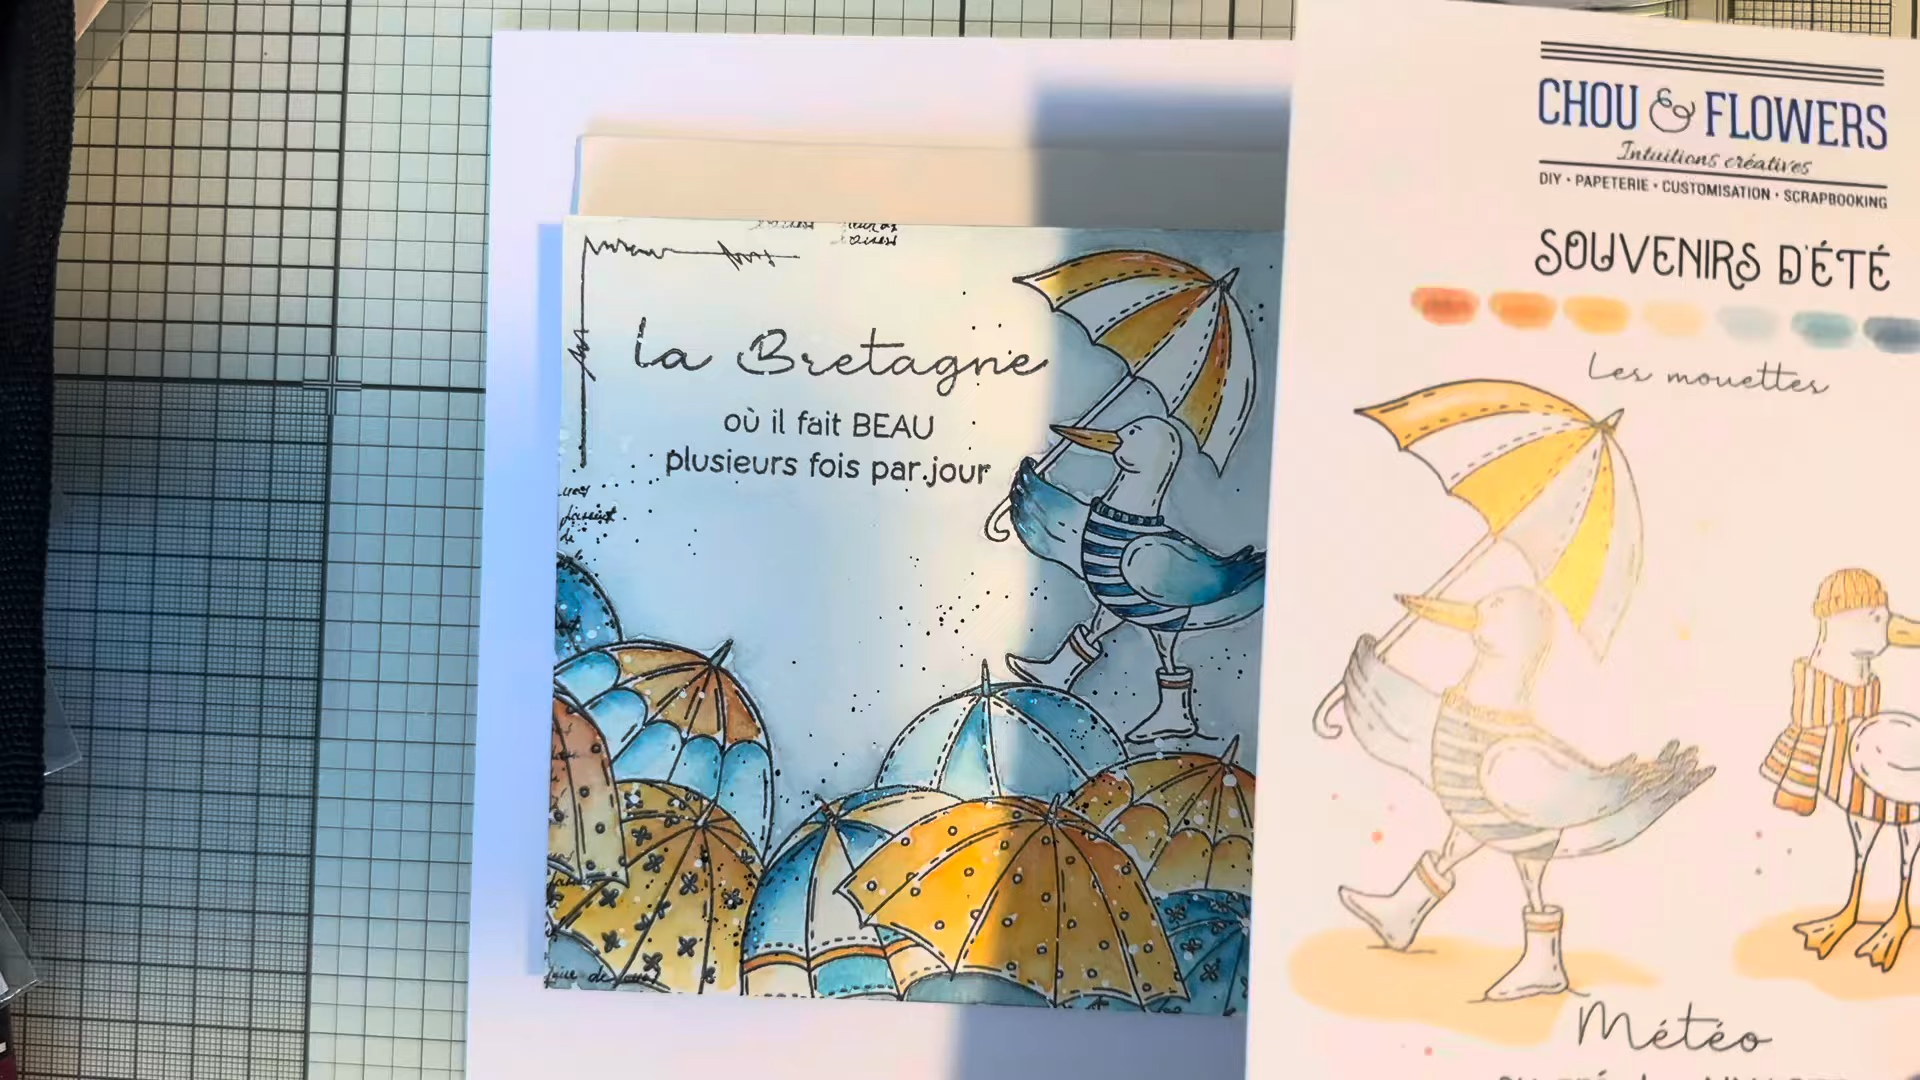 la Bretagne
où il fait BEAU
plusieurs fois par jour
CHOU & FLOWERS
Intuitions créatives
DIY • PAPETERIE • CUSTOMISATION • SCRAPBOOKING
SOUVENIRS D'ÉTÉ
Les mouettes
Météo